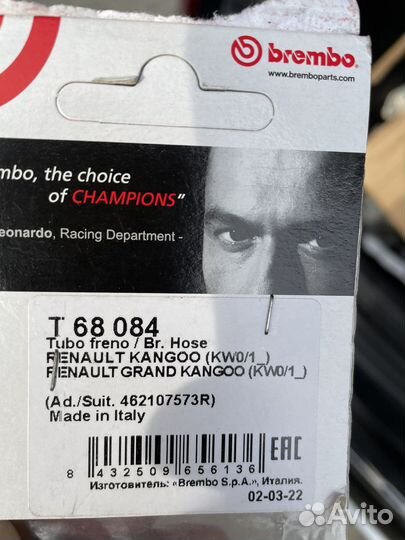 brembo
www.bremboparts.com
mbo, the choice
of CHAMPIONS"
eonardo, Racing Department -
T 68 084
Tubo freno / Br. Hose
RENAULT KANGOO (KW0/1_)
RENAULT GRAND KANGOO (KW0/1_)
(Ad./Suit. 462107573R)
Made in Italy
EAC
8 432509 656136
Изготовитель: «Brembo S.p.A.», Италия.
02-03-22
Avito